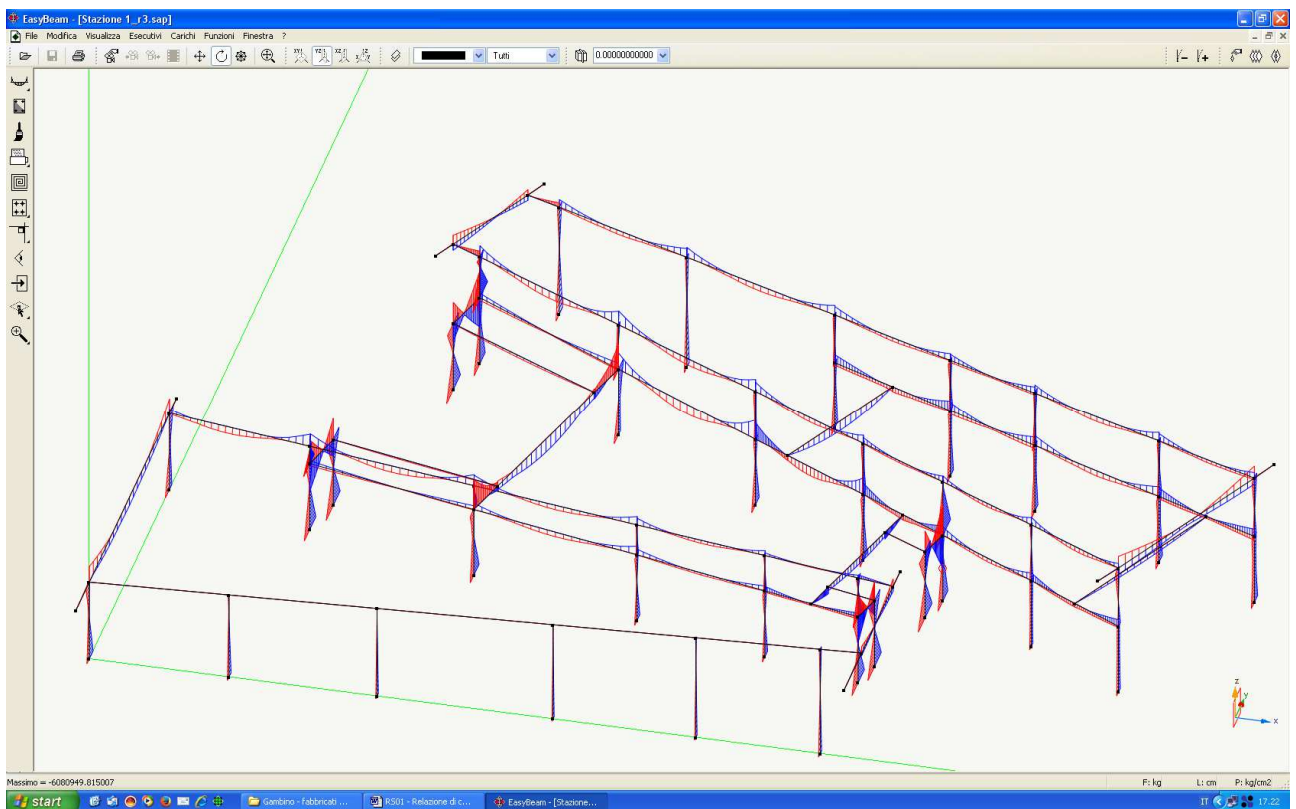 EasyBeam - [Stazione 1_r3.sap]
File Modifica Visualizza Esecutivi Carichi Funzioni Finestra ?
Tutti
0.00000000000
z
y
x
Massimo = -6080949.815007
F: kg L: cm P: kg/cm2
start
Gambino - fabbricati ...
RS01 - Relazione di c...
EasyBeam - [Stazione...
IT
17.22